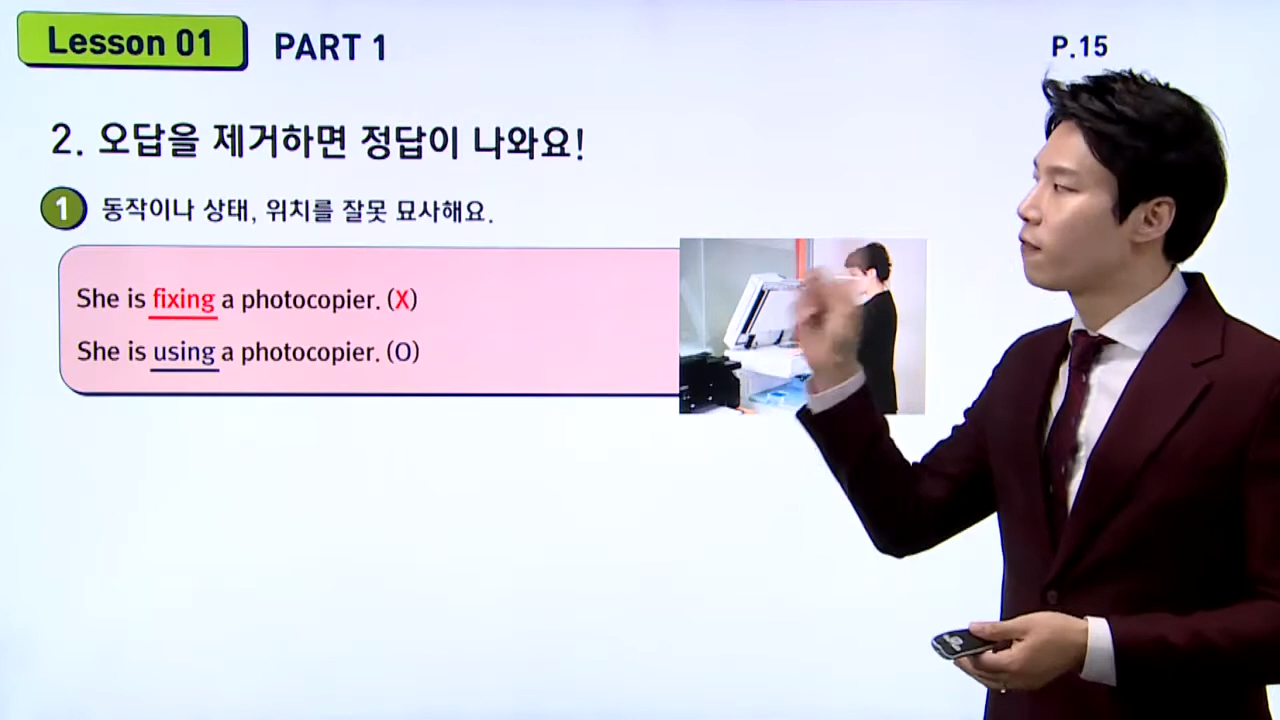 Lesson 01 PART 1 P.15
2. 오답을 제거하면 정답이 나와요!
1 동작이나 상태, 위치를 잘못 묘사해요.
She is fixing a photocopier. (X)
She is using a photocopier. (O)